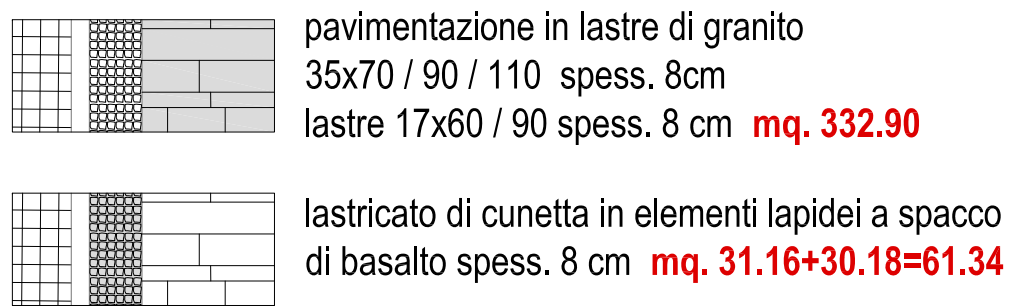 pavimentazione in lastre di granito
35x70 / 90 / 110 spess. 8cm
lastre 17x60 / 90 spess. 8 cm mq. 332.90
lastricato di cunetta in elementi lapidei a spacco
di basalto spess. 8 cm mq. 31.16+30.18=61.34